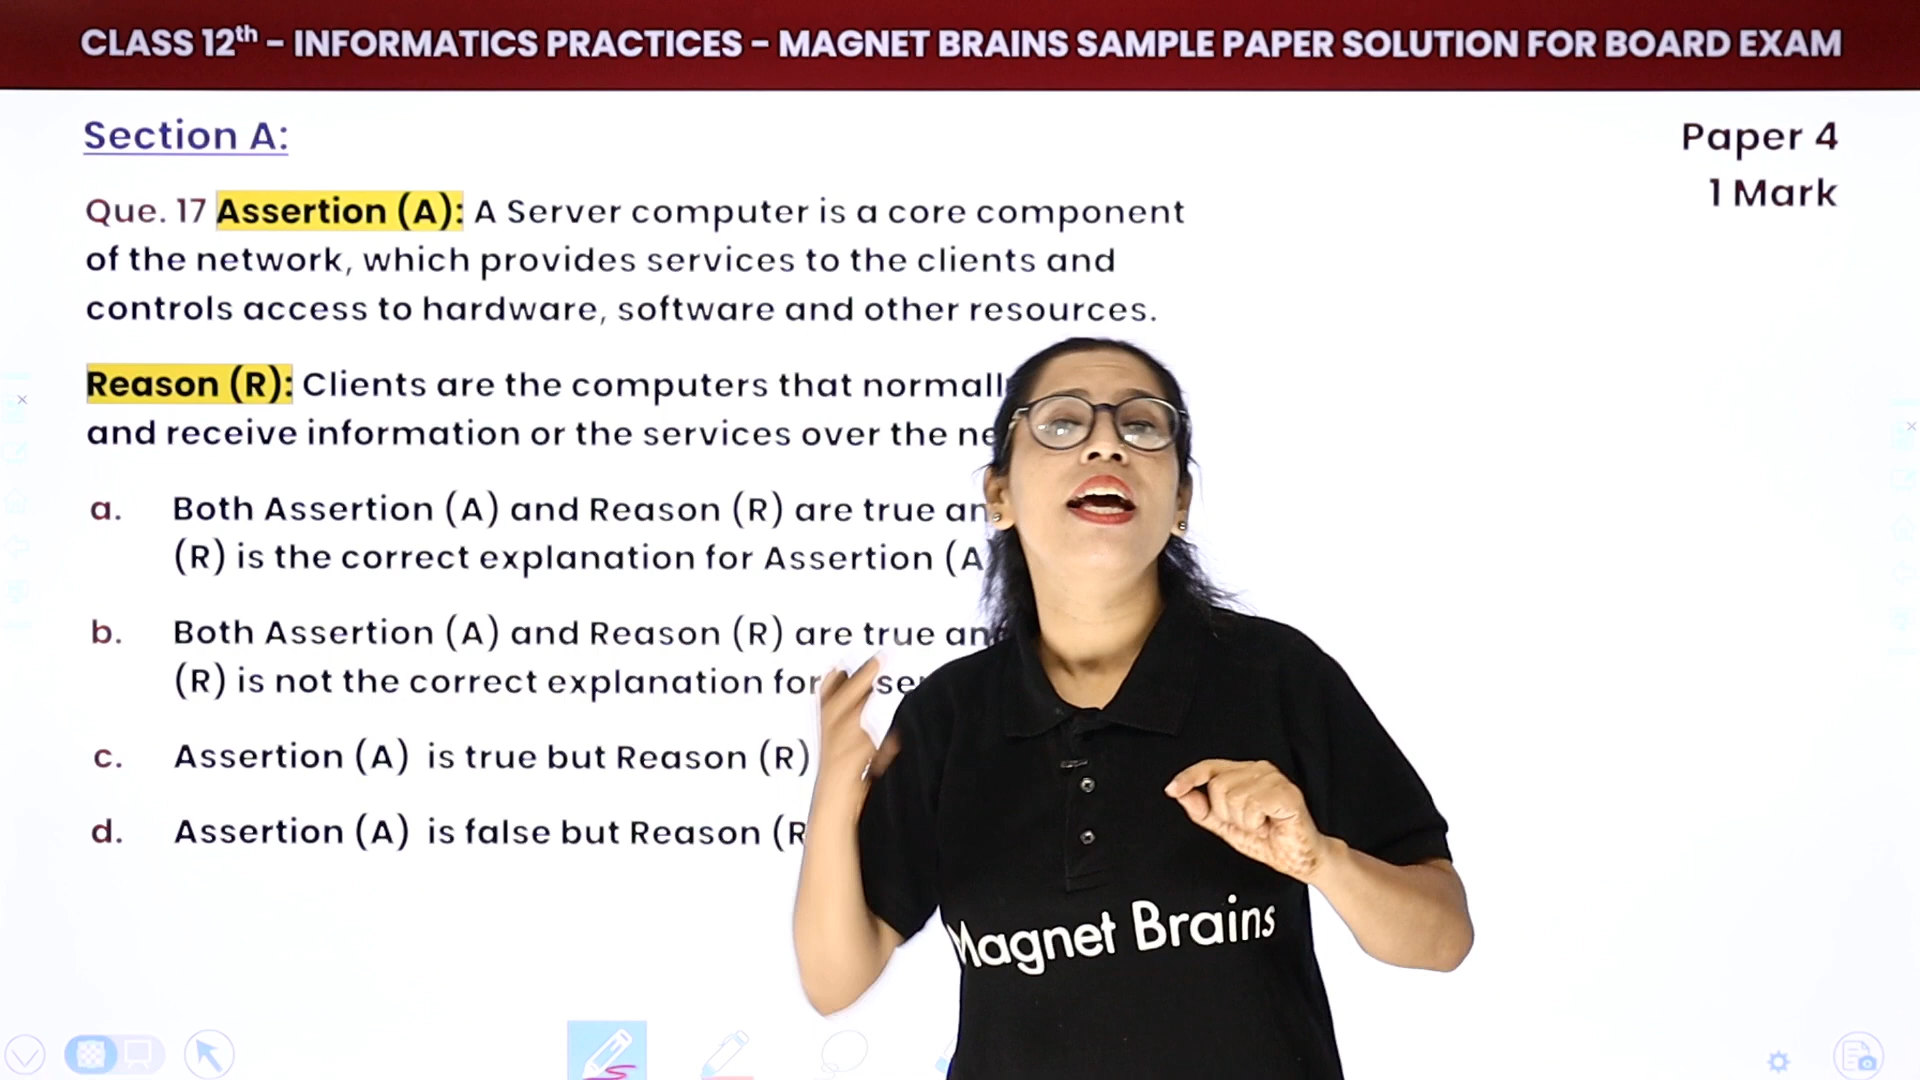 CLASS 12th - INFORMATICS PRACTICES - MAGNET BRAINS SAMPLE PAPER SOLUTION FOR BOARD EXAM
Section A:
Paper 4
1 Mark
Que. 17 Assertion (A): A Server computer is a core component
of the network, which provides services to the clients and
controls access to hardware, software and other resources.
Reason (R): Clients are the computers that
and receive information or the services over the
a. Both Assertion (A) and Reason (R) are true
(R) is the correct explanation for Assertion (A
b. Both Assertion (A) and Reason (R) are true
(R) is not the correct explanation for
c. Assertion (A) is true but Reason (R)
d. Assertion (A) is false but Reason (R
Magnet Brains